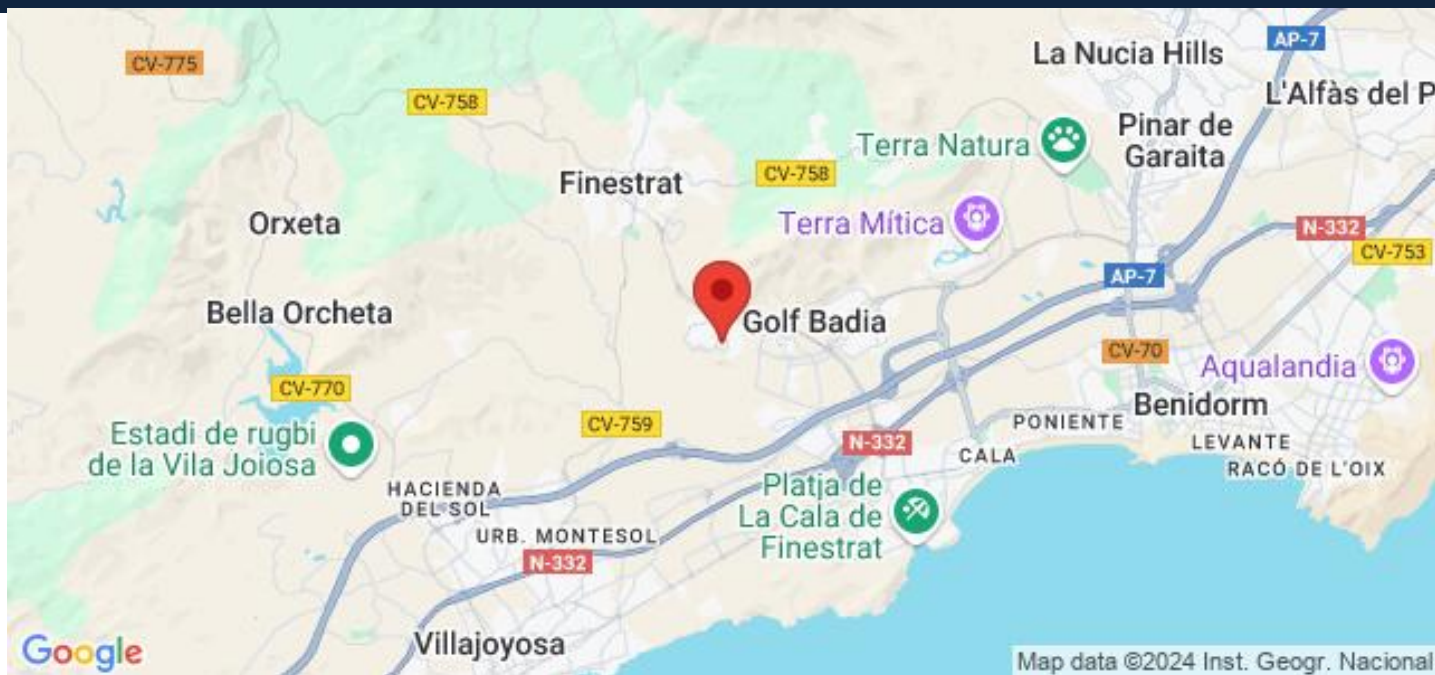 La Nucia Hills
AP-7
CV-775
CV-758
L'Alfàs del P
Terra Natura
Pinar de
Garaita
Finestrat
CV-758
Orxeta
Terra Mítica
N-332
CV-753
AP-7
Bella Orcheta
Golf Badia
CV-70
Aqualandia
CV-770
Benidorm
CV-759
PONIENTE
Estadi de rugbi
de la Vila Joiosa
N-332
CALA
LEVANTE
RACÓ DE L'OIX
HACIENDA
DEL SOL
Platja de
La Cala de
Finestrat
URB. MONTESOL
N-332
Villajoyosa
Google
Map data ©2024 Inst. Geogr. Nacional